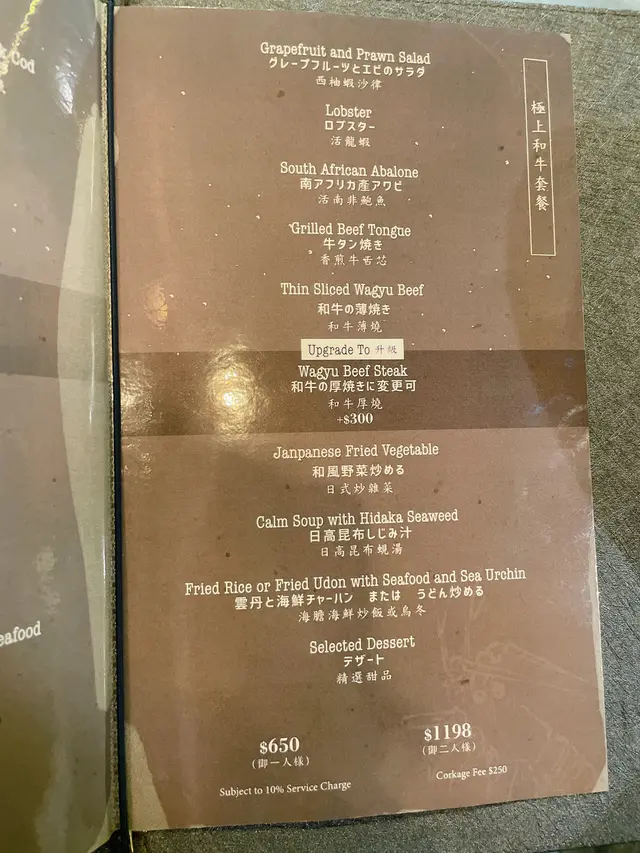 Cod
eafood
極上和牛套餐
Grapefruit and Prawn Salad
グレープフルーツとエビのサラダ
西柚蝦沙律
Lobster
ロブスター
活龍蝦
South African Abalone
南アフリカ産アワビ
活南非鮑魚
Grilled Beef Tongue
牛タン焼き
香煎牛舌芯
Thin Sliced Wagyu Beef
和牛の薄焼き
和牛薄燒
Upgrade To 升級
Wagyu Beef Steak
和牛の厚焼きに変更可
和牛厚燒
+$300
Janpanese Fried Vegetable
和風野菜炒める
日式炒雜菜
Calm Soup with Hidaka Seaweed
日高昆布しじみ汁
日高昆布蜆湯
Fried Rice or Fried Udon with Seafood and Sea Urchin
雲丹と海鮮チャーハン または うどん炒める
海膽海鮮炒飯或烏冬
Selected Dessert
デザート
精選甜品
$650
(御一人様)
$1198
(御二人様)
Subject to 10% Service Charge
Corkage Fee $250